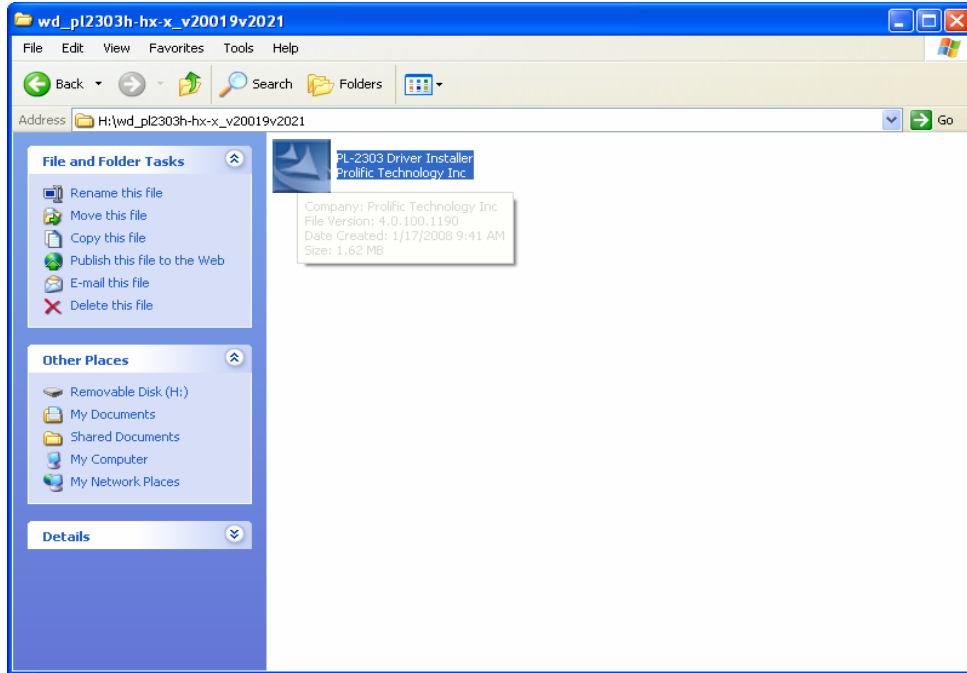 wd_pl2303h-hx-x_v20019v2021
File Edit View Favorites Tools Help
Back Search Folders
Address H:\wd_pl2303h-hx-x_v20019v2021 Go
File and Folder Tasks
Rename this file
Move this file
Copy this file
Publish this file to the Web
E-mail this file
Delete this file
Other Places
Removable Disk (H:)
My Documents
Shared Documents
My Computer
My Network Places
Details
PL-2303 Driver Installer
Prolific Technology Inc
Company: Prolific Technology Inc
File Version: 4.0.100.1190
Date Created: 1/17/2008 9:41 AM
Size: 1.62 MB